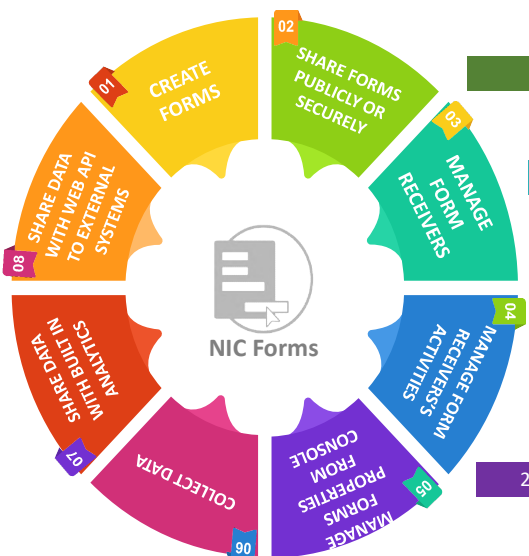 01
CREATE
FORMS
02
SHARE FORMS
PUBLICLY OR
SECURELY
03
MANAGE
FORM
RECEIVERS
04
MANAGE FORM
RECEIVERS'S
ACTIVITIES
05
MANAGE
FORMS
PROPERTIES
FROM
CONSOLE
06
COLLECT DATA
07
SHARE DATA
WITH BUILT IN
ANALYTICS
08
SHARE DATA
WITH WEB API
TO EXTERNAL
SYSTEMS
NIC Forms
2